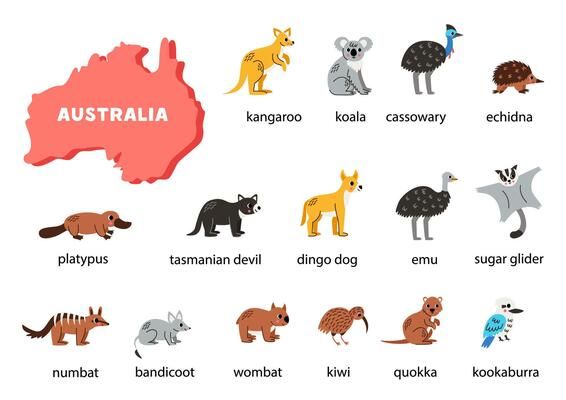 AUSTRALIA
kangaroo koala cassowary echidna
platypus tasmanian devil dingo dog emu sugar glider
numbat bandicoot wombat kiwi quokka kookaburra